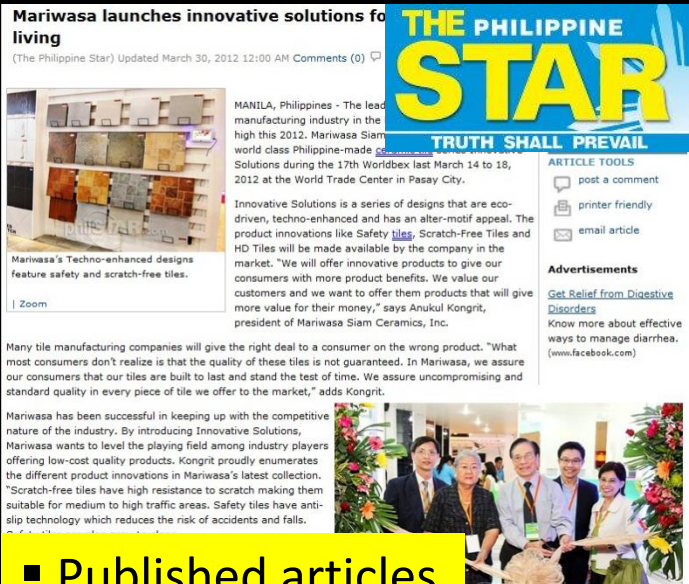 Mariwasa launches innovative solutions fo
living
(The Philippine Star) Updated March 30, 2012 12:00 AM Comments (0)
THE PHILIPPINE
STAR
TRUTH SHALL PREVAIL
MANILA, Philippines - The lead
manufacturing industry in the
high this 2012. Mariwasa Siam
world class Philippine-made
Solutions during the 17th Worldbex last March 14 to 18,
2012 at the World Trade Center in Pasay City.
Innovative Solutions is a series of designs that are eco-
driven, techno-enhanced and has an alter-motif appeal. The
product innovations like Safety tiles, Scratch-Free Tiles and
HD Tiles will be made available by the company in the
market. "We will offer innovative products to give our
consumers with more product benefits. We value our
customers and we want to offer them products that will give
more value for their money," says Anukul Kongrit,
president of Mariwasa Siam Ceramics, Inc.
philSTAR.com
Mariwasa's Techno-enhanced designs
feature safety and scratch-free tiles.
| Zoom
ARTICLE TOOLS
post a comment
printer friendly
email article
Advertisements
Get Relief from Digestive
Disorders
Know more about effective
ways to manage diarrhea.
(www.facebook.com)
Many tile manufacturing companies will give the right deal to a consumer on the wrong product. "What
most consumers don't realize is that the quality of these tiles is not guaranteed. In Mariwasa, we assure
our consumers that our tiles are built to last and stand the test of time. We assure uncompromising and
standard quality in every piece of tile we offer to the market," adds Kongrit.
Mariwasa has been successful in keeping up with the competitive
nature of the industry. By introducing Innovative Solutions,
Mariwasa wants to level the playing field among industry players
offering low-cost quality products. Kongrit proudly enumerates
the different product innovations in Mariwasa's latest collection.
"Scratch-free tiles have high resistance to scratch making them
suitable for medium to high traffic areas. Safety tiles have anti-
slip technology which reduces the risk of accidents and falls.
▪ Published articles